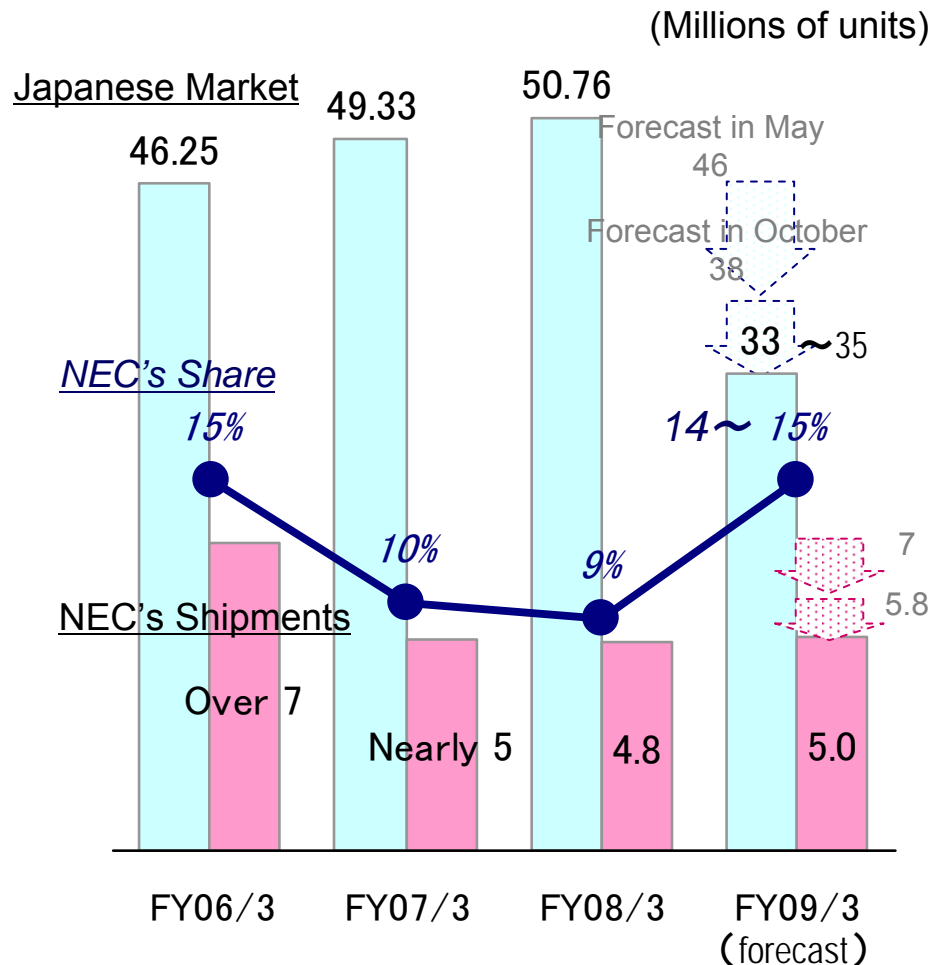 (Millions of units)
Japanese Market
46.25
49.33
50.76
Forecast in May
46
Forecast in October
38
33 ～35
NEC's Share
15%
10%
9%
14～ 15%
NEC's Shipments
7
5.8
Over 7
Nearly 5
4.8
5.0
FY06/3 FY07/3 FY08/3 FY09/3
(forecast)